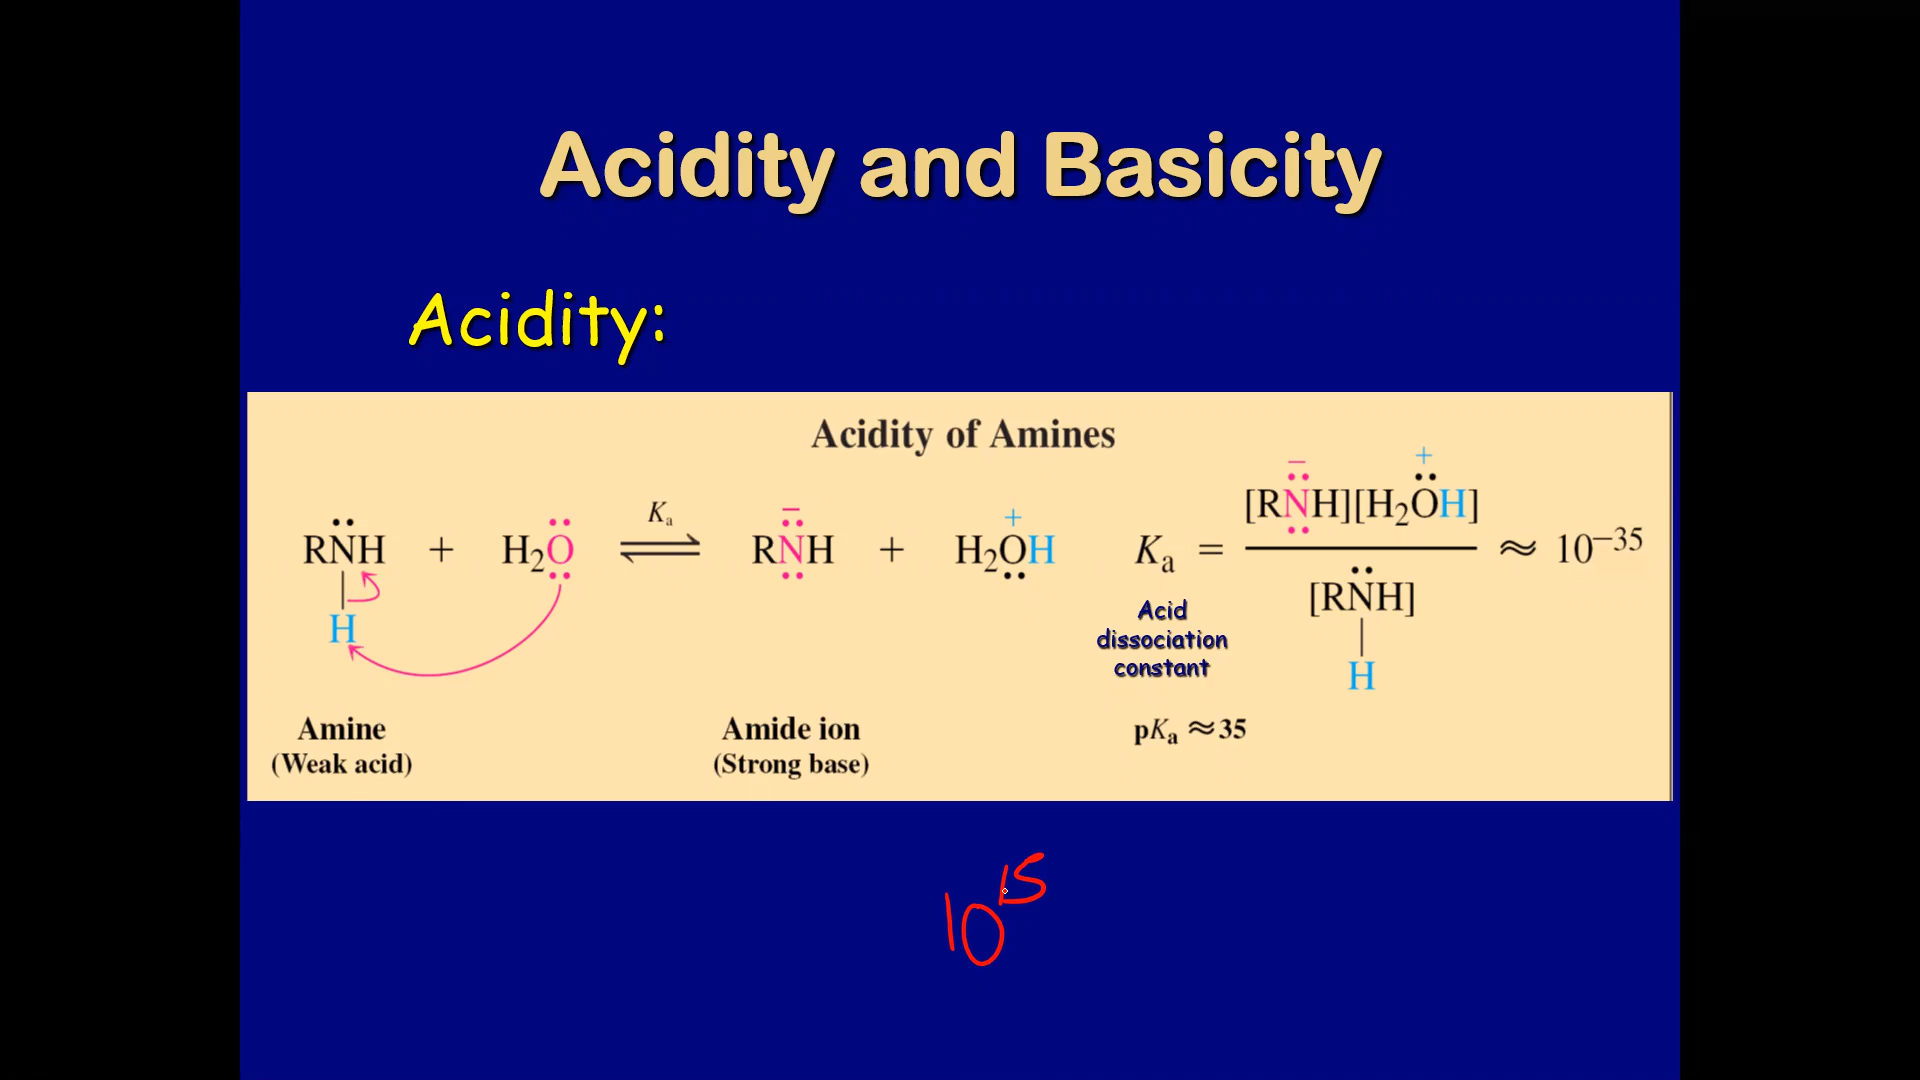 Acidity and Basicity
Acidity:
Acidity of Amines
RN̈H + H₂O ⇌ RNH⁻ + H₂OH⁺
Kₐ
H
Kₐ = [RNH⁻][H₂OH⁺] / [RNH] ≈ 10⁻³⁵
H
Acid
dissociation
constant
Amine
(Weak acid)
Amide ion
(Strong base)
pKₐ ≈ 35
10¹⁵